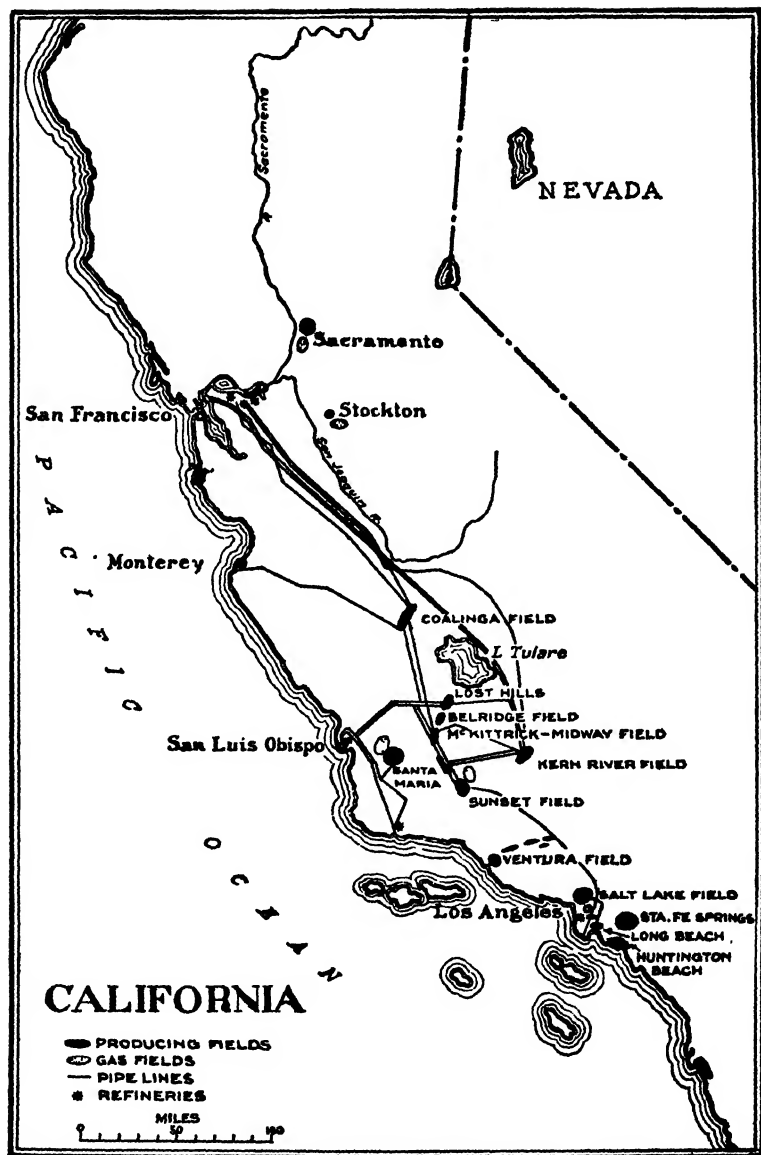 Sacramento
R
NEVADA
Sacramento
Stockton
San Francisco
San Joaquin R.
PACIFIC
Monterey
COALINGA FIELD
L Tulare
LOST HILLS
BELRIDGE FIELD
McKITTRICK-MIDWAY FIELD
San Luis Obispo
KERN RIVER FIELD
SANTA
MARIA
SUNSET FIELD
OCEAN
VENTURA FIELD
SALT LAKE FIELD
Los Angeles
STA. FE SPRINGS
LONG BEACH
HUNTINGTON
BEACH
CALIFORNIA
PRODUCING FIELDS
GAS FIELDS
PIPE LINES
REFINERIES
MILES
0 50 100